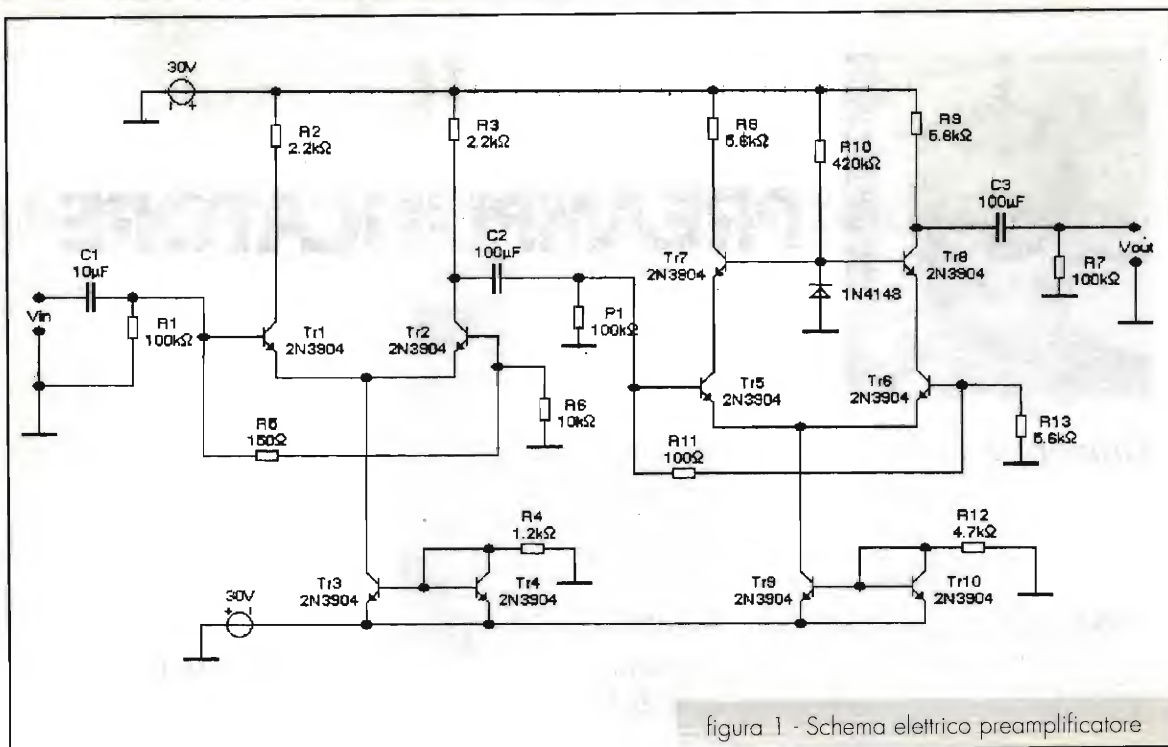 30V
R2
2.2kΩ
R3
2.2kΩ
R8
5.6kΩ
R10
420kΩ
R9
5.6kΩ
C1
10µF
Vin
R1
100kΩ
Tr1
2N3904
Tr2
2N3904
C2
100µF
P1
100kΩ
Tr7
2N3904
1N4148
Tr8
2N3904
C3
100µF
R7
100kΩ
Vout
R5
150Ω
R6
10kΩ
Tr5
2N3904
Tr6
2N3904
R11
100Ω
R13
5.6kΩ
R4
1.2kΩ
R12
4.7kΩ
Tr3
2N3904
Tr4
2N3904
Tr9
2N3904
Tr10
2N3904
30V
figura 1 - Schema elettrico preamplificatore